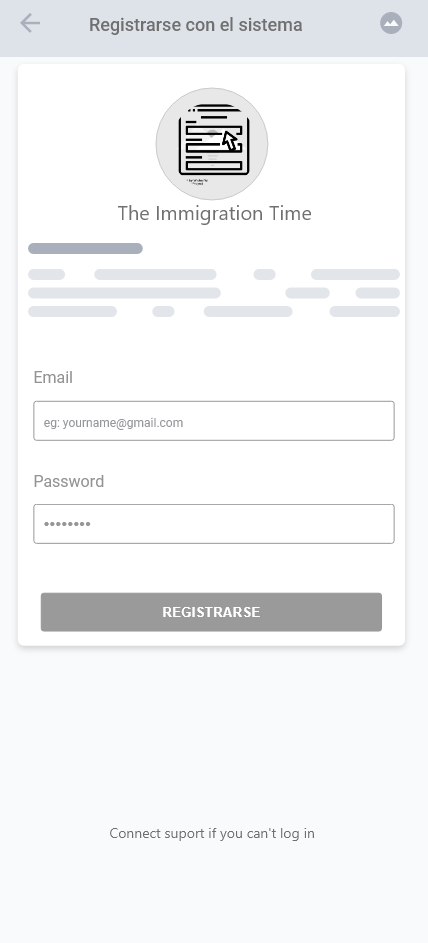 Registrarse con el sistema
The Immigration Time
Email
eg: yourname@gmail.com
Password
REGISTRARSE
Connect suport if you can't log in